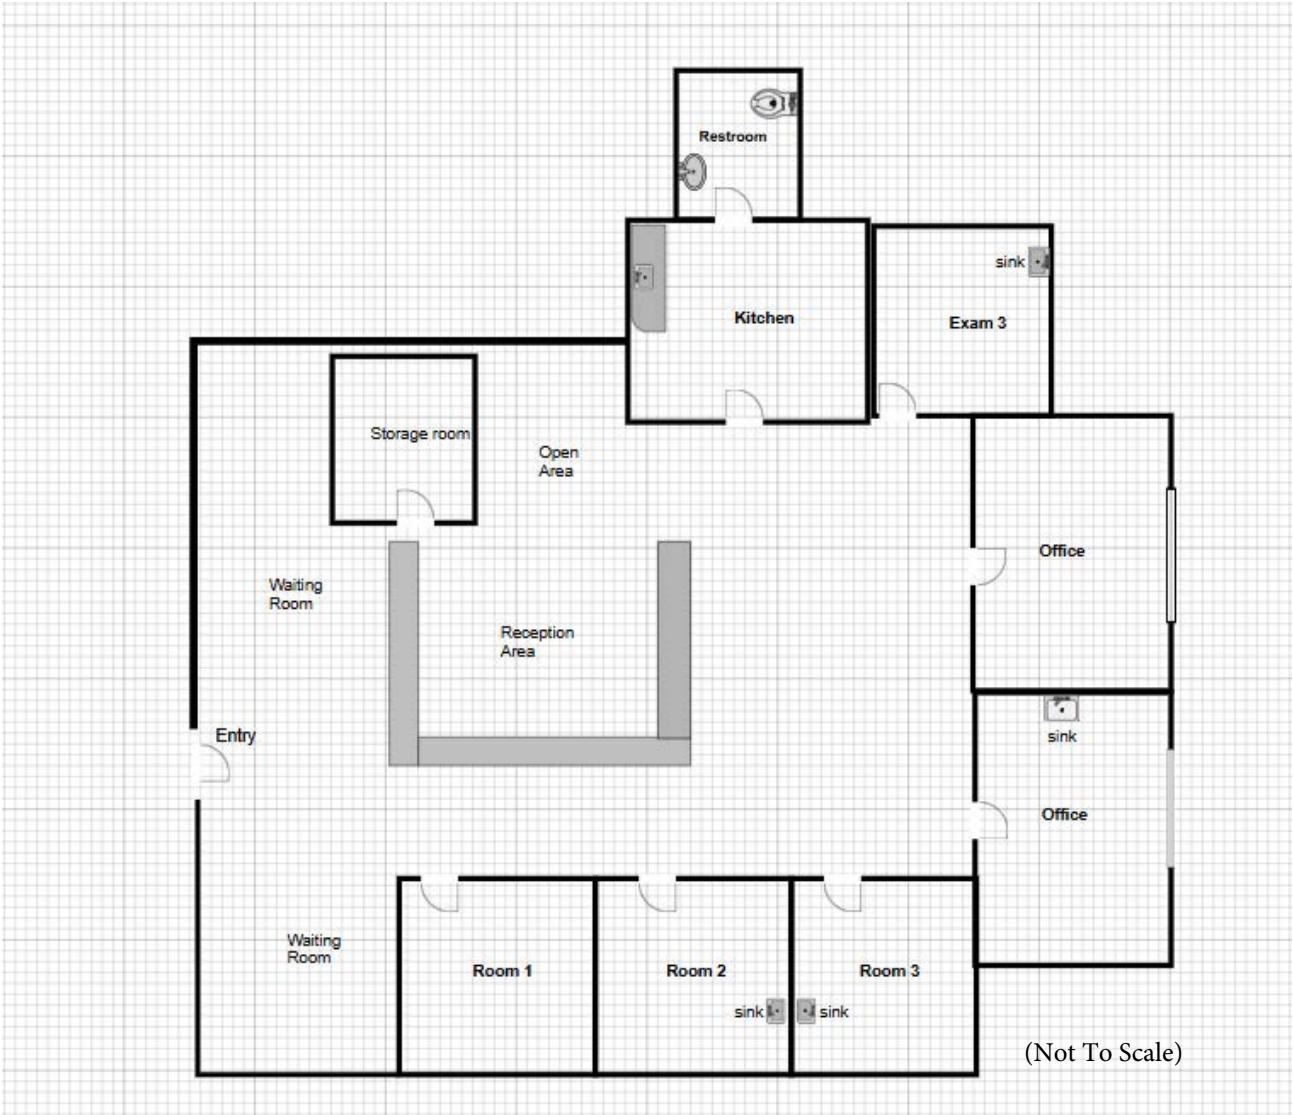 Restroom
sink
Kitchen
Exam 3
Storage room
Open
Area
Office
Waiting
Room
Reception
Area
Entry
sink
Office
Waiting
Room
Room 1
Room 2
Room 3
sink
sink
(Not To Scale)